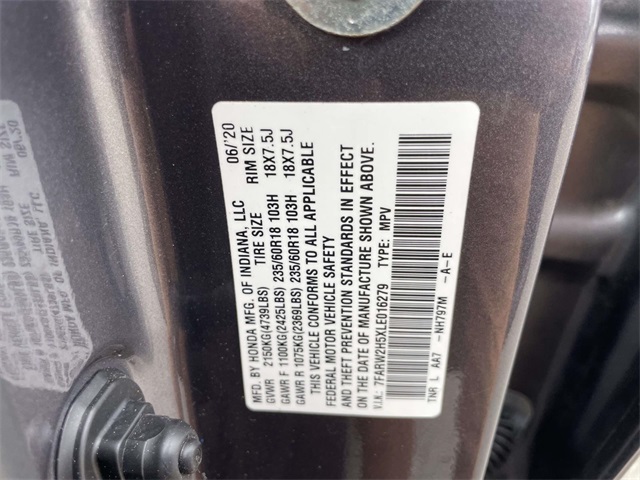 MFD. BY HONDA MFG. OF INDIANA, LLC 06/'20
GVWR 2150KG(4739LBS) TIRE SIZE RIM SIZE
GAWR F 1100KG(2425LBS) 235/60R18 103H 18X7.5J
GAWR R 1075KG(2369LBS) 235/60R18 103H 18X7.5J
THIS VEHICLE CONFORMS TO ALL APPLICABLE
FEDERAL MOTOR VEHICLE SAFETY
AND THEFT PREVENTION STANDARDS IN EFFECT
ON THE DATE OF MANUFACTURE SHOWN ABOVE.
V.I.N.: 7FARW2H5XLE016279 TYPE: MPV
TNR L AA7 -NH797M -A-E